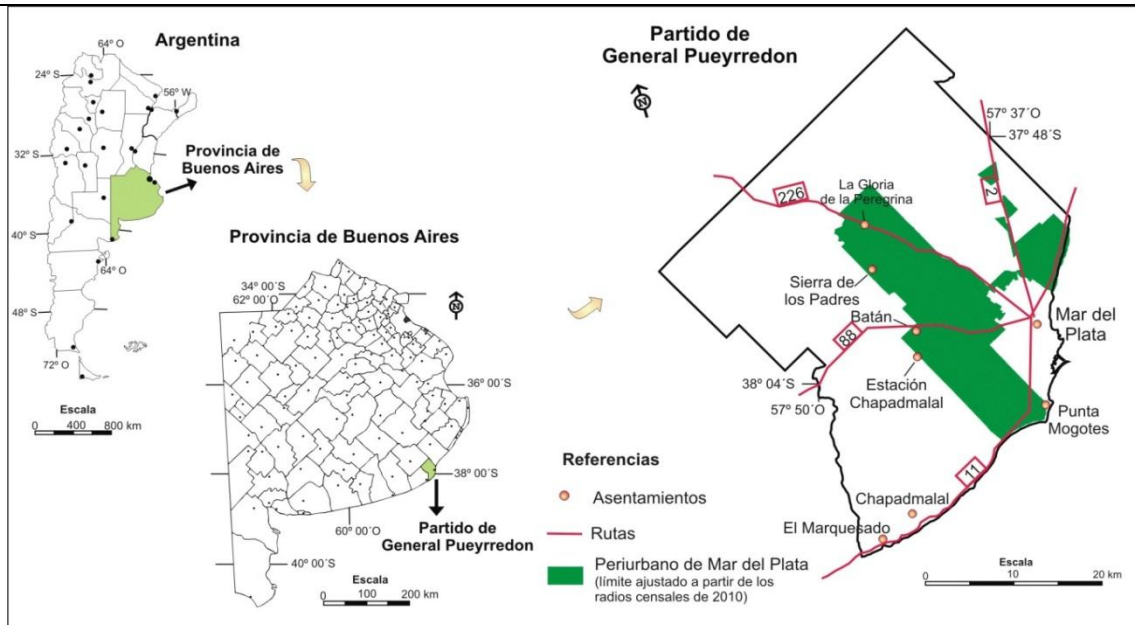 Argentina
64º O
24º S
56º W
32º S
Provincia de
Buenos Aires
40º S
64º O
48º S
72º O
Escala
0 400 800 km
Provincia de Buenos Aires
34º 00´S
62º 00´O
N
36º 00´S
38º 00´S
60º 00´O
Partido de
General Pueyrredon
40º 00´S
Escala
0 100 200 km
Partido de
General Pueyrredon
N
57º 37´O
37º 48´S
2
226
La Gloria
de la Peregrina
Sierra de
los Padres
Batán
88
Mar del
Plata
38º 04´S
57º 50´O
Estación
Chapadmalal
Punta
Mogotes
11
Chapadmalal
El Marquesado
Referencias
Asentamientos
Rutas
Periurbano de Mar del Plata
(límite ajustado a partir de los
radios censales de 2010)
Escala
0 10 20 km